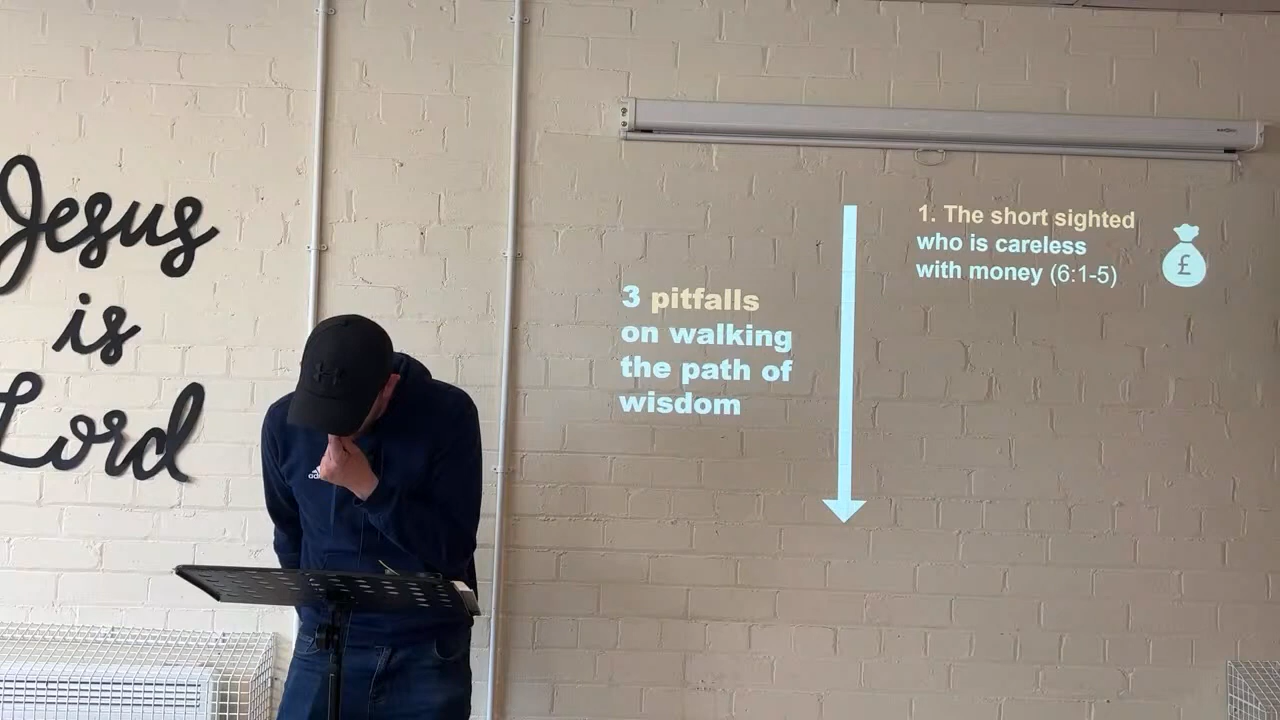 Jesus
is
Lord
3 pitfalls
on walking
the path of
wisdom
1. The short sighted
who is careless
with money (6:1-5)
£